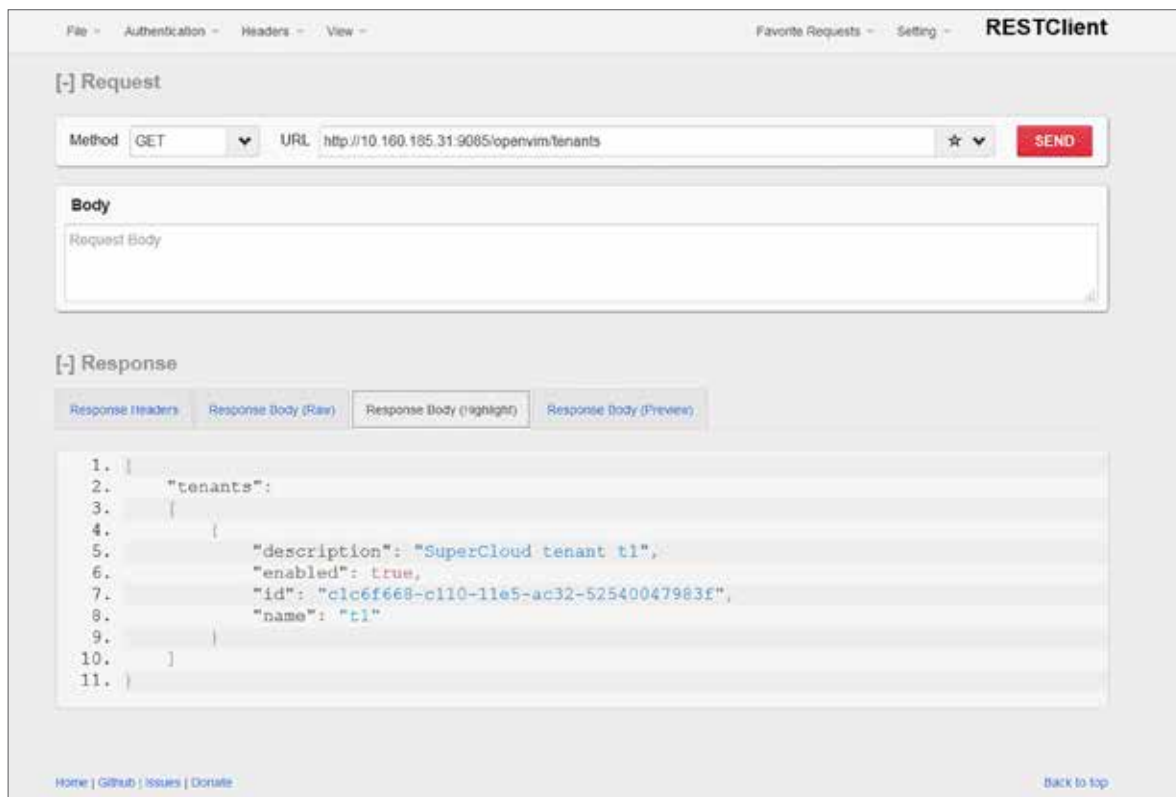 File Authentication Headers View Favorite Requests Setting RESTClient
[-] Request
Method GET URL http://10.160.185.31:9085/openvim/tenants SEND
Body
Request Body
[-] Response
Response Headers Response Body (Raw) Response Body (Highlight) Response Body (Preview)
1. {
2. "tenants":
3. [
4. {
5. "description": "SuperCloud tenant t1",
6. "enabled": true,
7. "id": "c1c6f668-c110-11e5-ac32-52540047983f",
8. "name": "t1"
9. }
10. ]
11. }
Home | Github | Issues | Donate Back to top